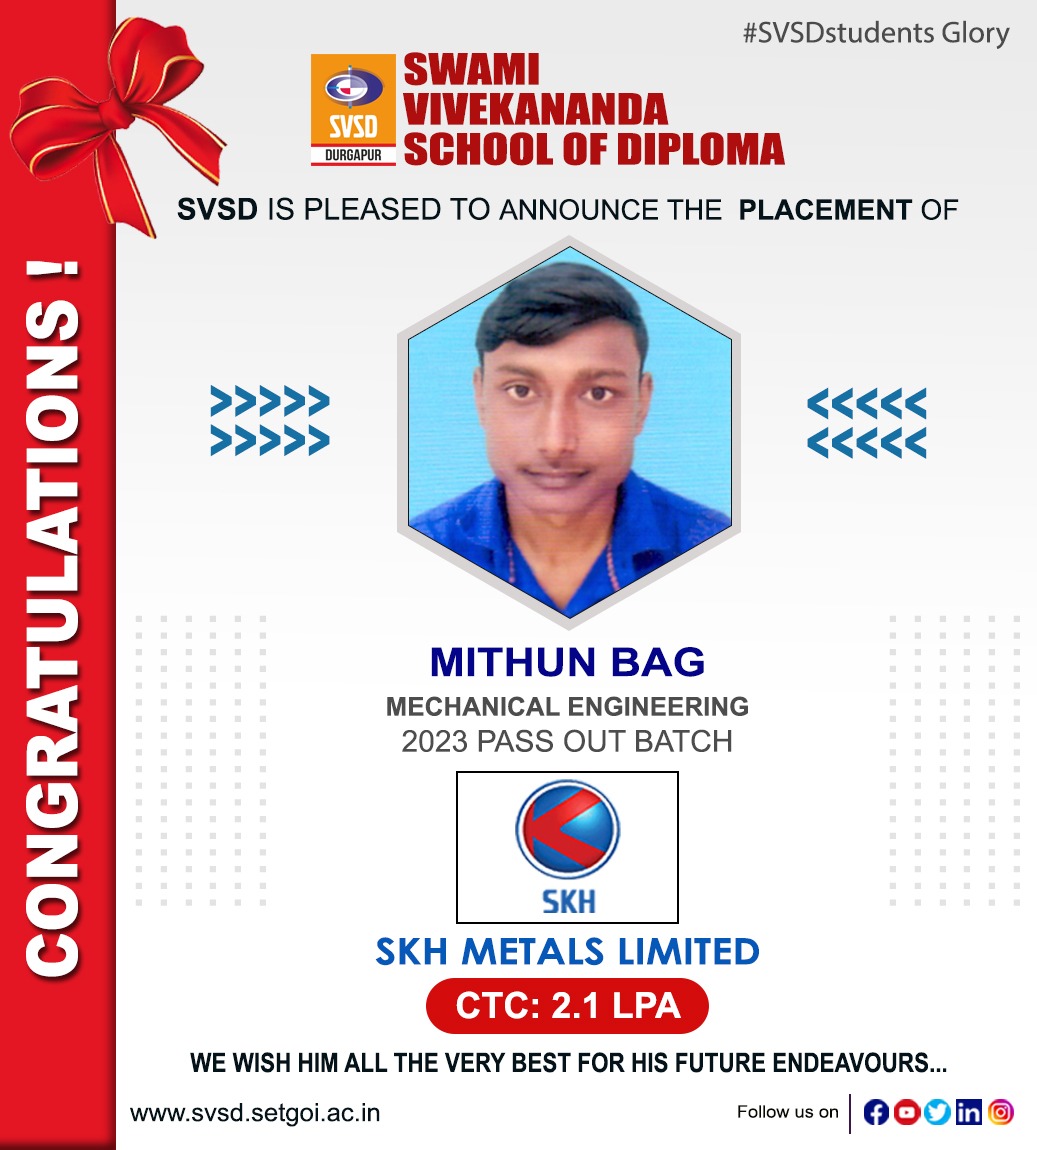 #SVSDstudents Glory
SVSD
DURGAPUR
SWAMI
VIVEKANANDA
SCHOOL OF DIPLOMA
SVSD IS PLEASED TO ANNOUNCE THE PLACEMENT OF
CONGRATULATIONS !
>>>>> <<<<<
>>>>> <<<<<
MITHUN BAG
MECHANICAL ENGINEERING
2023 PASS OUT BATCH
SKH
SKH METALS LIMITED
CTC: 2.1 LPA
WE WISH HIM ALL THE VERY BEST FOR HIS FUTURE ENDEAVOURS...
www.svsd.setgoi.ac.in
Follow us on